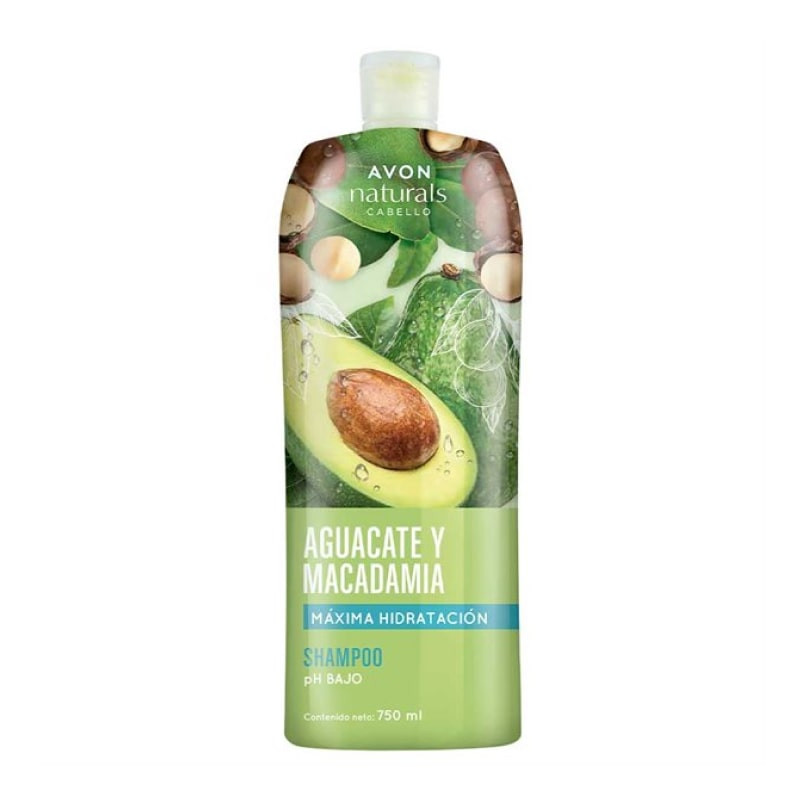 AVON
naturals
CABELLO
AGUACATE Y
MACADAMIA
MÁXIMA HIDRATACIÓN
SHAMPOO
pH BAJO
Contenido neto: 750 ml